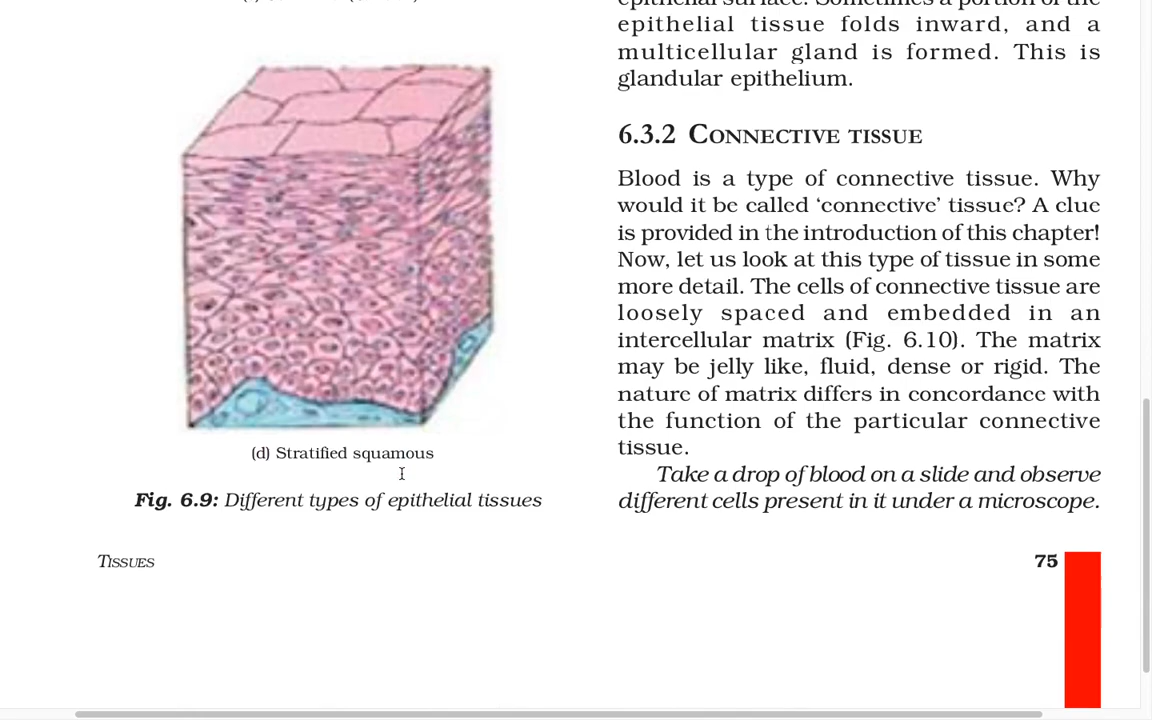 epithelial surface. Sometimes a portion of the
epithelial tissue folds inward, and a
multicellular gland is formed. This is
glandular epithelium.
6.3.2 CONNECTIVE TISSUE
Blood is a type of connective tissue. Why
would it be called ‘connective’ tissue? A clue
is provided in the introduction of this chapter!
Now, let us look at this type of tissue in some
more detail. The cells of connective tissue are
loosely spaced and embedded in an
intercellular matrix (Fig. 6.10). The matrix
may be jelly like, fluid, dense or rigid. The
nature of matrix differs in concordance with
the function of the particular connective
tissue.
Take a drop of blood on a slide and observe
different cells present in it under a microscope.
(d) Stratified squamous
Fig. 6.9: Different types of epithelial tissues
TISSUES
75